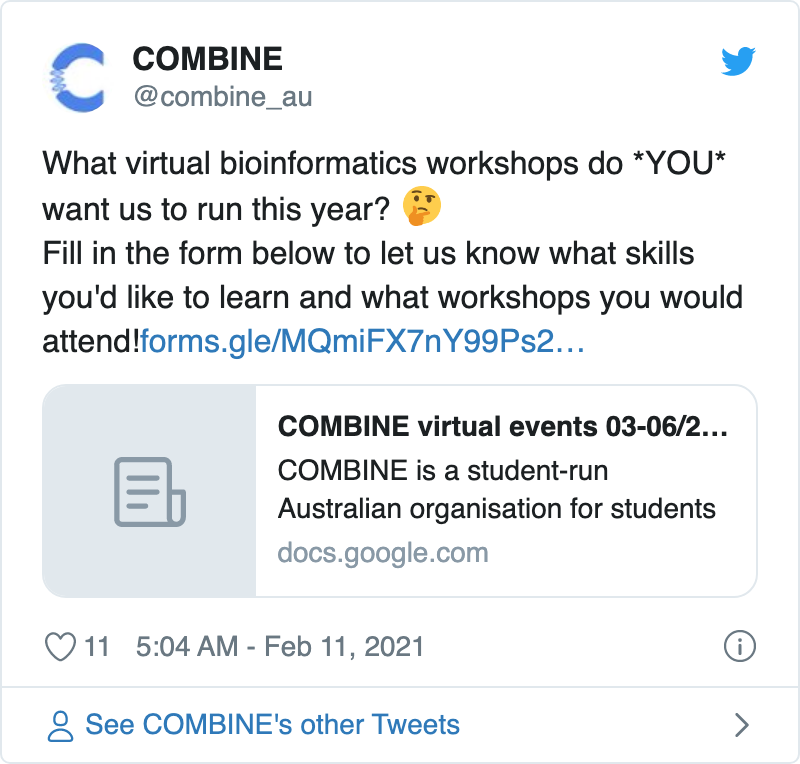 COMBINE
@combine_au
What virtual bioinformatics workshops do *YOU*
want us to run this year? 🤔
Fill in the form below to let us know what skills
you'd like to learn and what workshops you would
attend!forms.gle/MQmiFX7nY99Ps2…
COMBINE virtual events 03-06/2…
COMBINE is a student-run
Australian organisation for students
docs.google.com
11 5:04 AM - Feb 11, 2021
See COMBINE's other Tweets